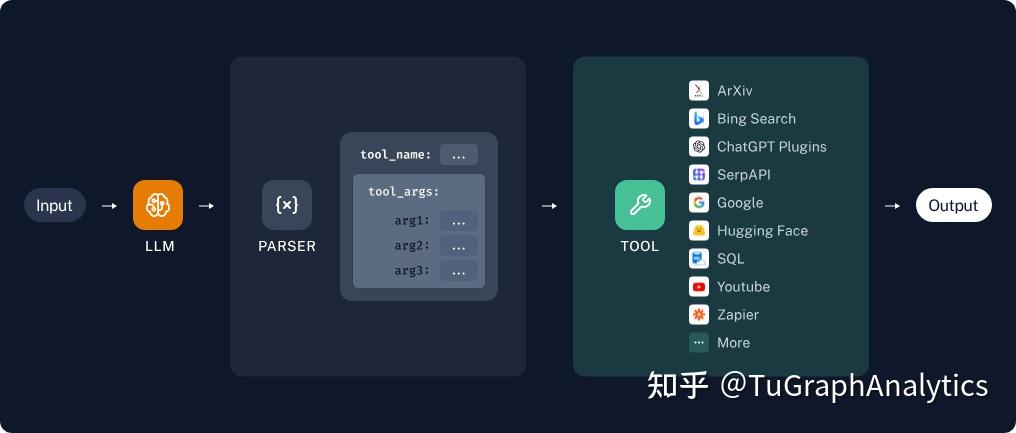 Input
LLM
{×}
PARSER
tool_name: ...
tool_args:
arg1: ...
arg2: ...
arg3: ...
TOOL
ArXiv
Bing Search
ChatGPT Plugins
SerpAPI
Google
Hugging Face
SQL
Youtube
Zapier
More
Output
知乎 @TuGraphAnalytics